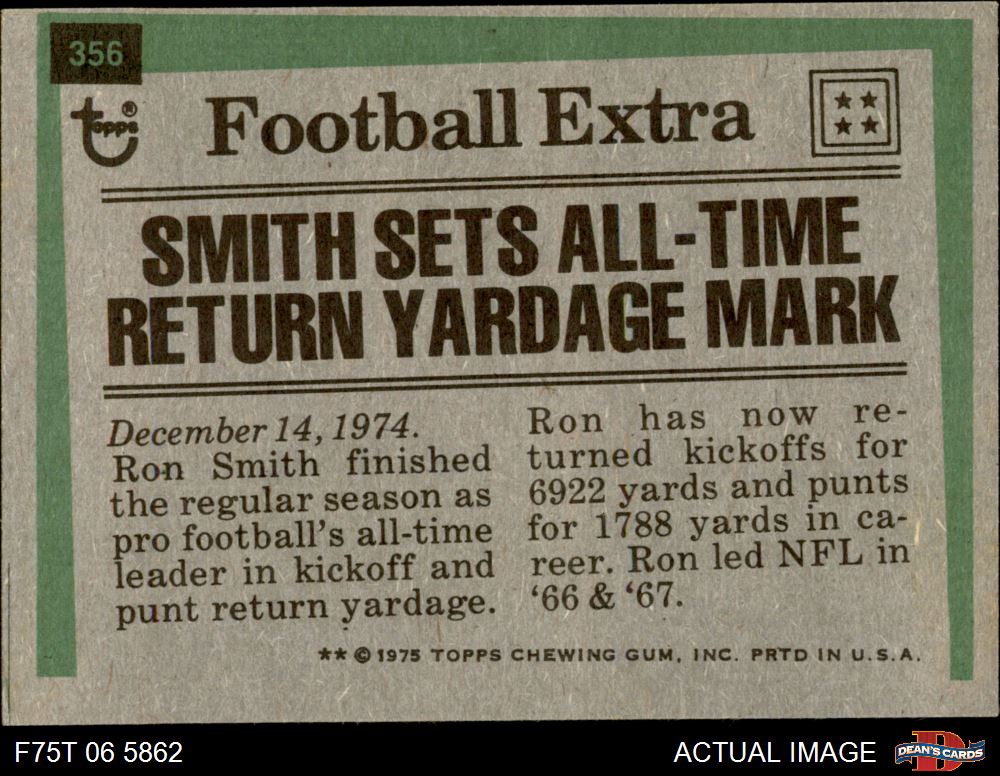 356
topps®
Football Extra
SMITH SETS ALL-TIME
RETURN YARDAGE MARK
December 14, 1974.
Ron Smith finished
the regular season as
pro football's all-time
leader in kickoff and
punt return yardage.
Ron has now re-
turned kickoffs for
6922 yards and punts
for 1788 yards in ca-
reer. Ron led NFL in
‘66 & ‘67.
** © 1975 TOPPS CHEWING GUM, INC. PRTD IN U.S.A.
F75T 06 5862
ACTUAL IMAGE
DEAN'S CARDS